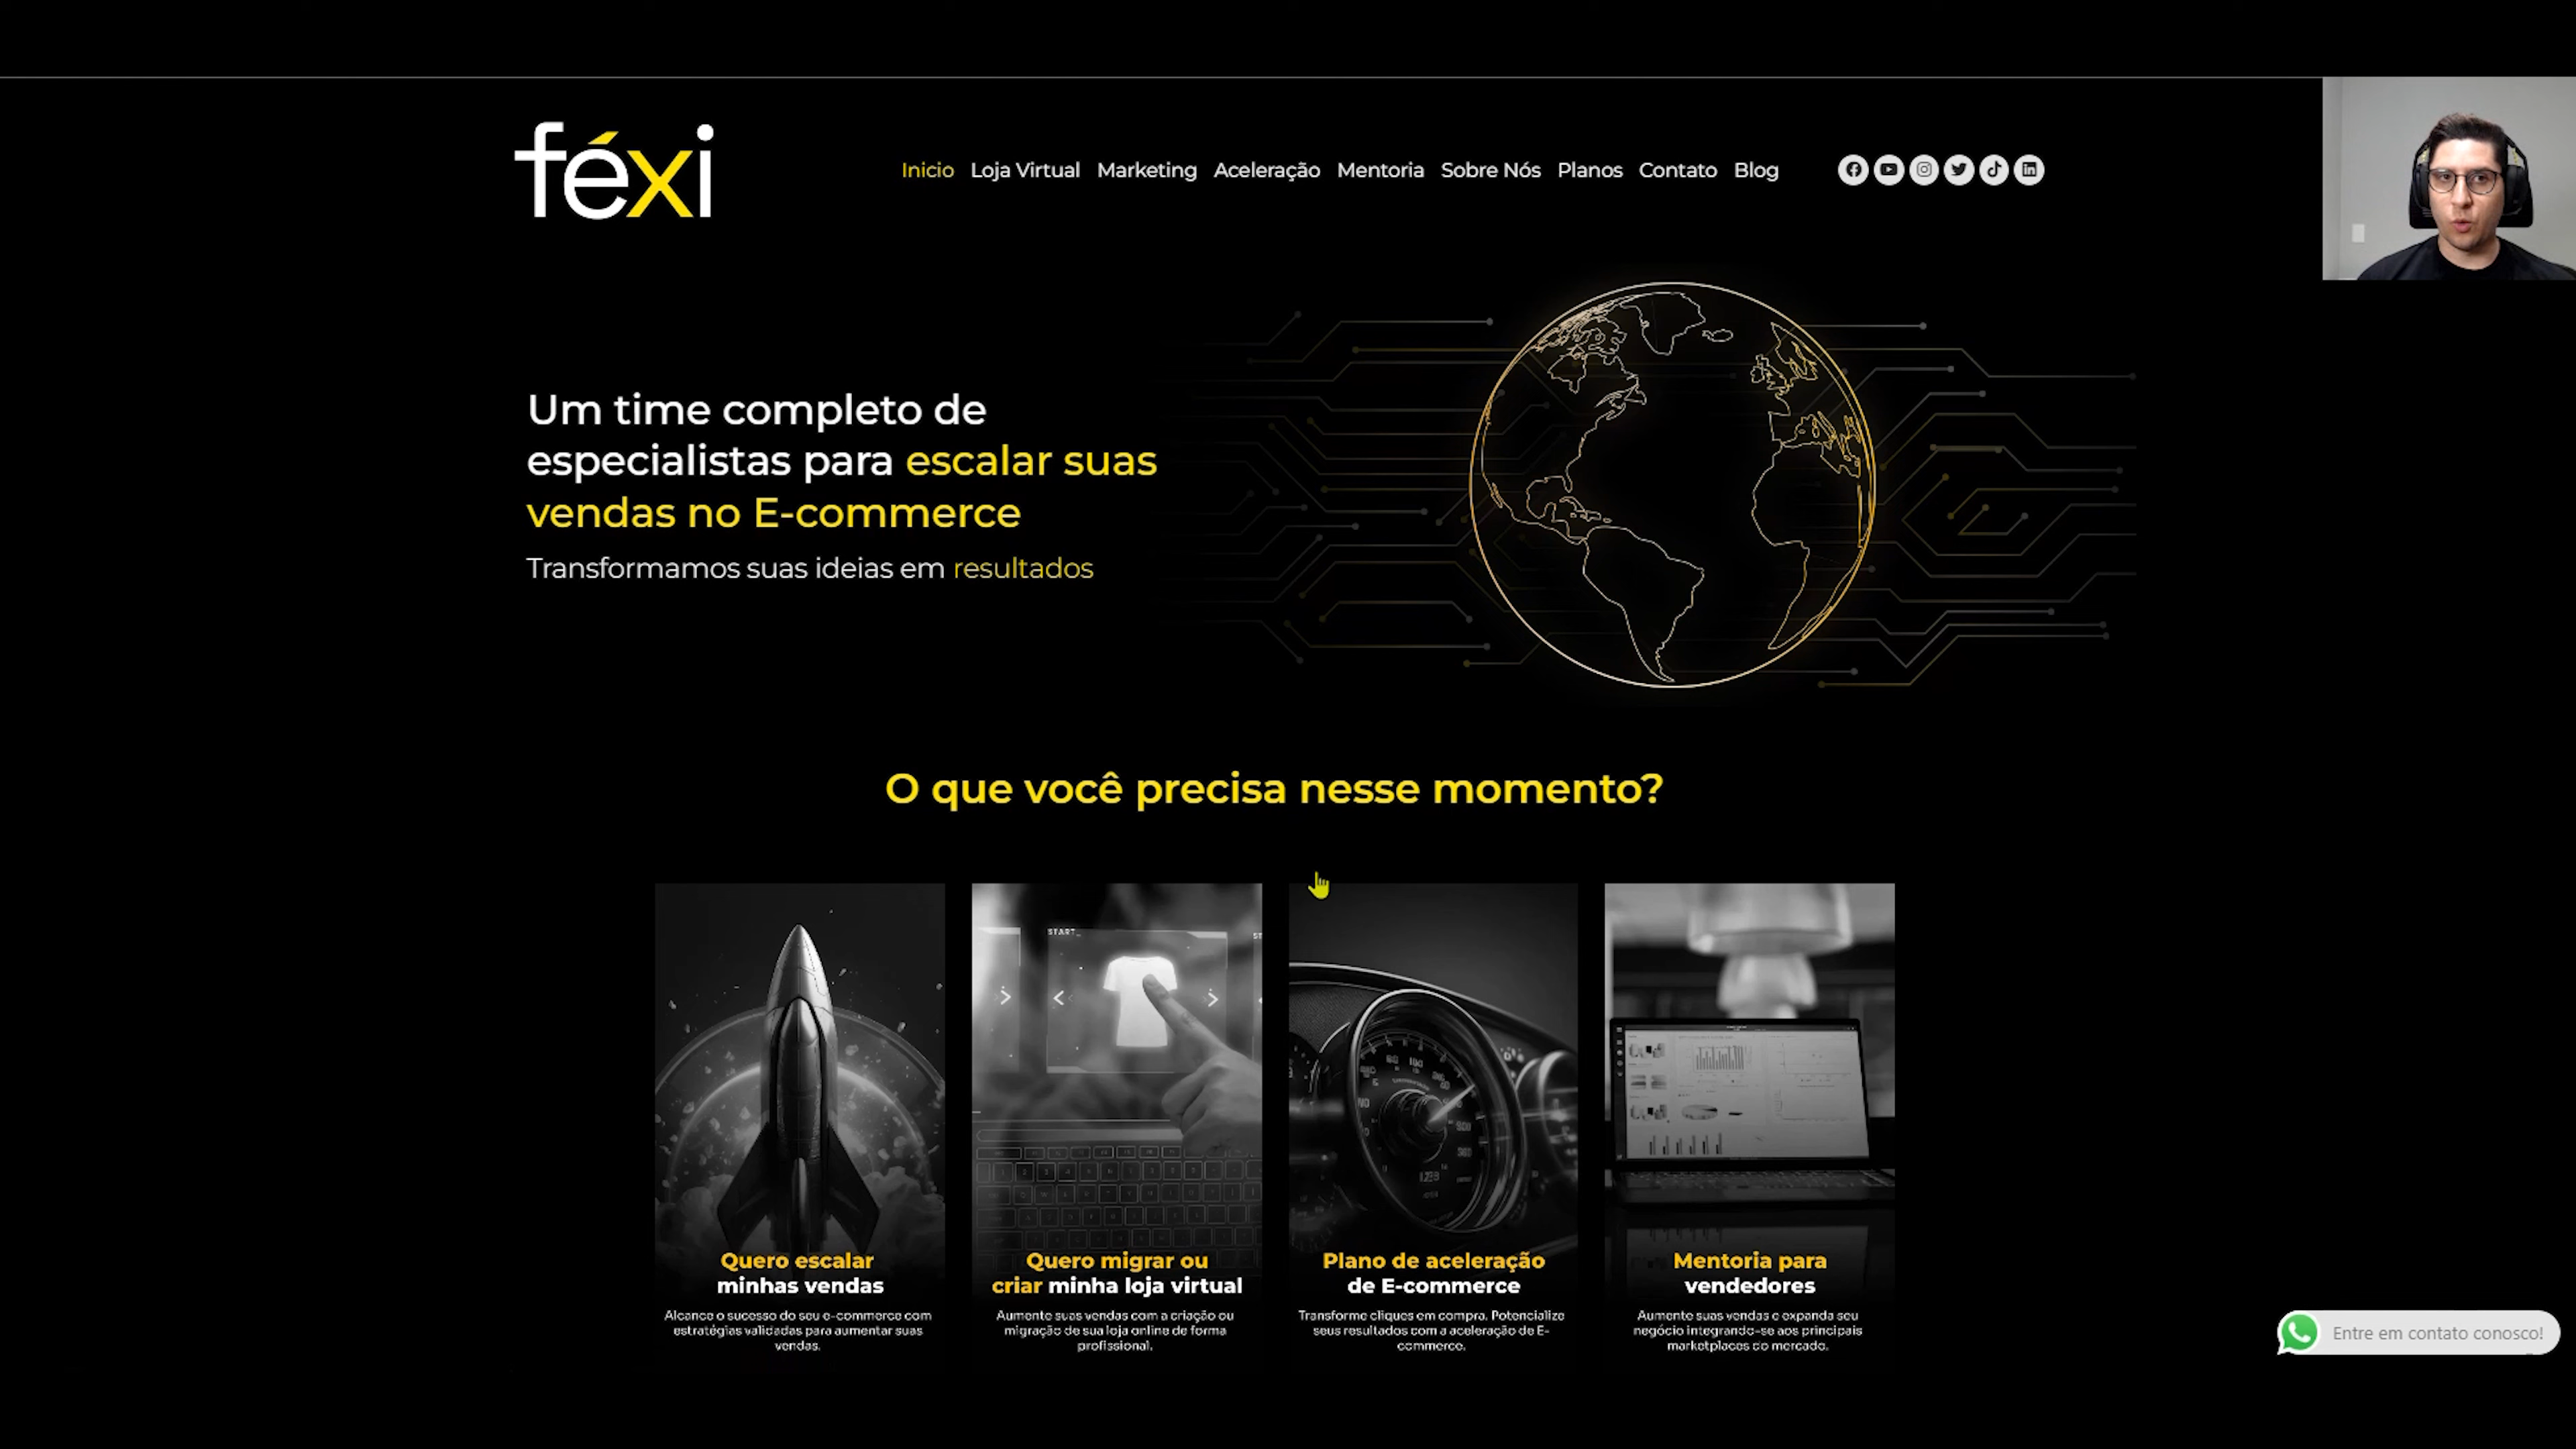 féxi
Inicio Loja Virtual Marketing Aceleração Mentoria Sobre Nós Planos Contato Blog
Um time completo de
especialistas para escalar suas
vendas no E-commerce
Transformamos suas ideias em resultados
O que você precisa nesse momento?
START_
Quero escalar
minhas vendas
Alcance o sucesso do seu e-commerce com
estratégias validadas para aumentar suas
vendas.
Quero migrar ou
criar minha loja virtual
Aumente suas vendas com a criação ou
migração de sua loja online de forma
profissional.
Plano de aceleração
de E-commerce
Transforme cliques em compra. Potencialize
seus resultados com a aceleração de E-
commerce.
Mentoria para
vendedores
Aumente suas vendas e expanda seu
negócio integrando-se aos principais
marketplaces do mercado.
Entre em contato conosco!